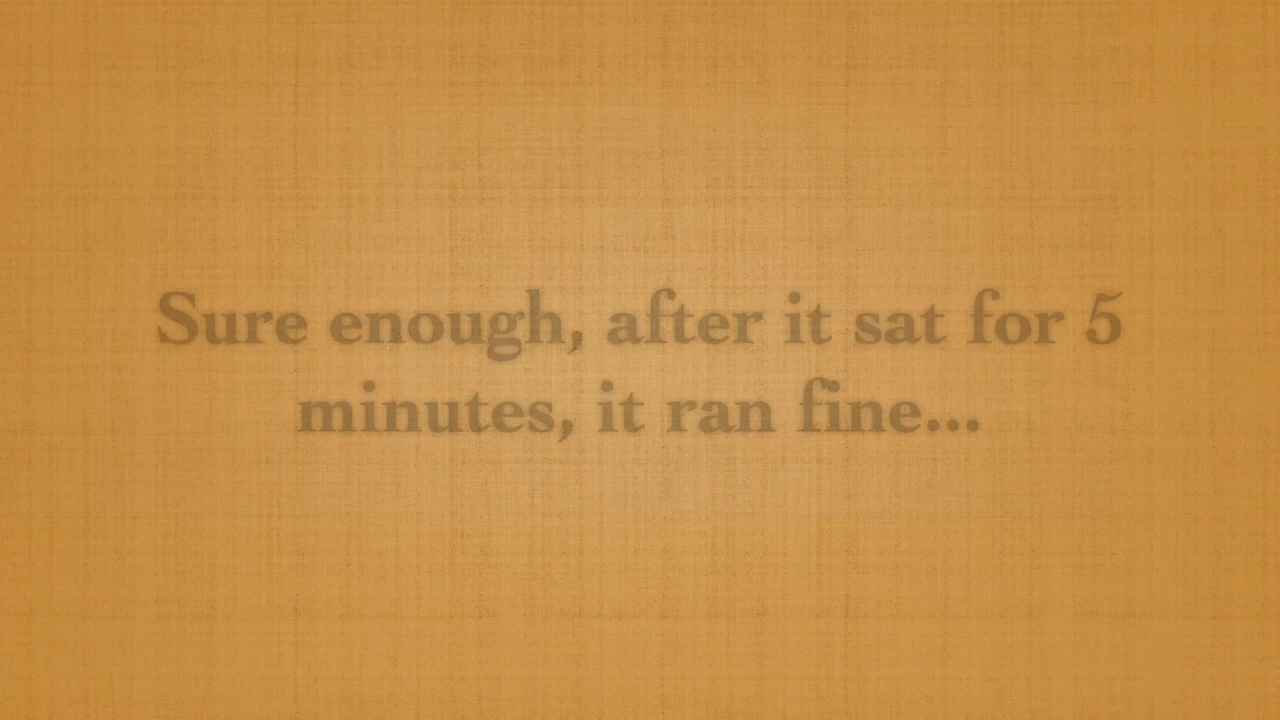 Sure enough, after it sat for 5
minutes, it ran fine...